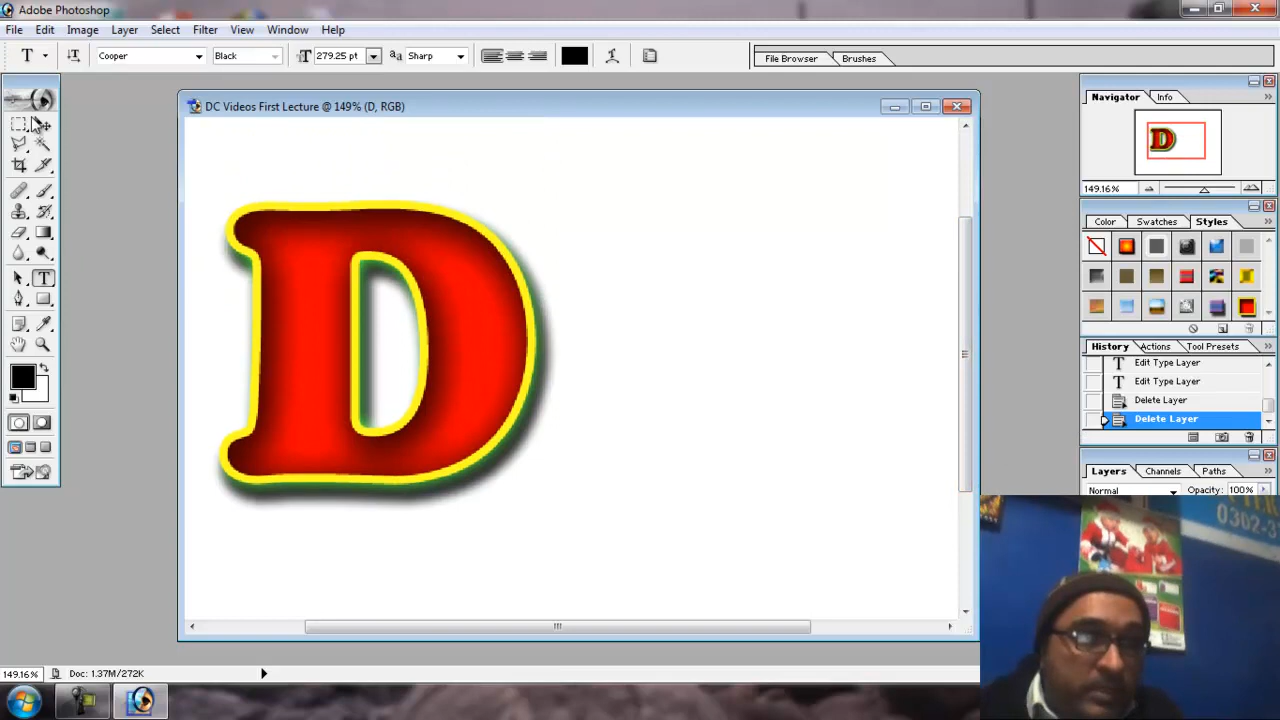 Adobe Photoshop
File Edit Image Layer Select Filter View Window Help
T Cooper Black 279.25 pt aa Sharp File Browser Brushes
DC Videos First Lecture @ 149% (D, RGB)
D
Navigator Info
149.16%
Color Swatches Styles
History Actions Tool Presets
Edit Type Layer
Edit Type Layer
Delete Layer
Delete Layer
Layers Channels Paths
Normal Opacity: 100%
149.16% Doc: 1.37M/272K